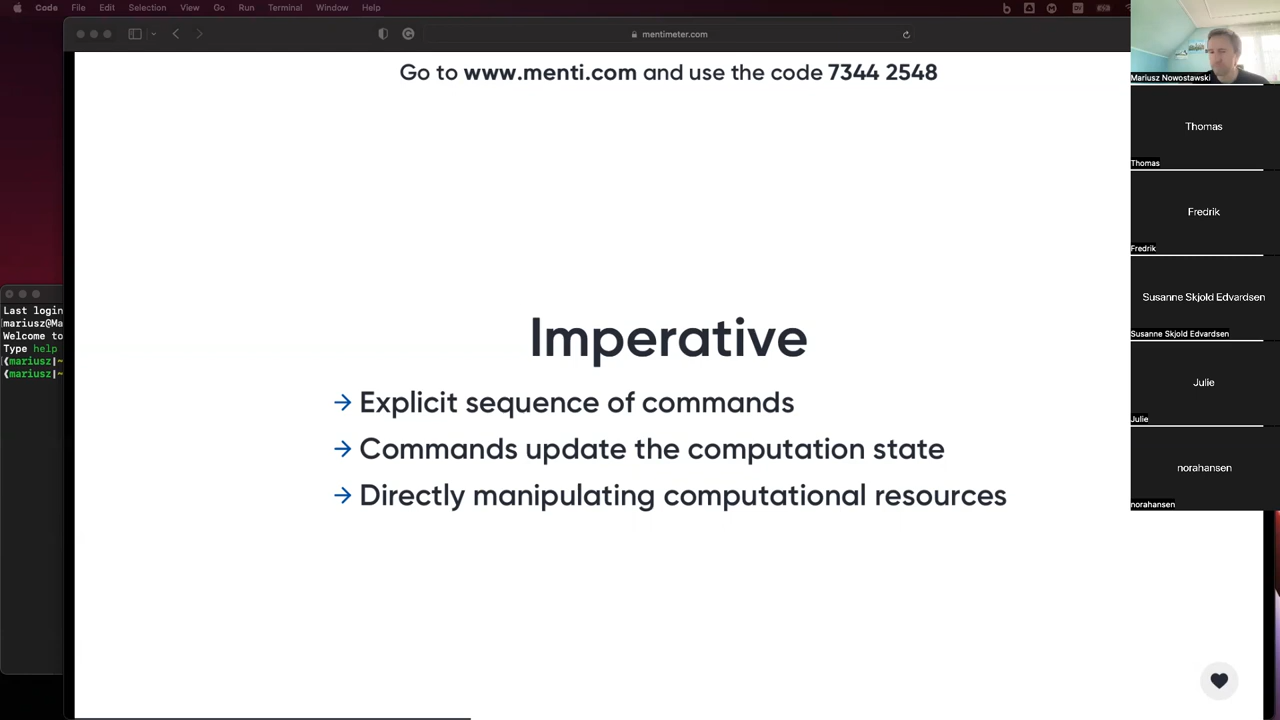 Code File Edit Selection View Go Run Terminal Window Help
mentimeter.com
Go to www.menti.com and use the code 7344 2548
Imperative
→ Explicit sequence of commands
→ Commands update the computation state
→ Directly manipulating computational resources
Last login
mariusz@Ma
Welcome to
Type help
(mariusz|~
(mariusz|~
Mariusz Nowostawski
Thomas
Thomas
Fredrik
Fredrik
Susanne Skjold Edvardsen
Susanne Skjold Edvardsen
Julie
Julie
norahansen
norahansen